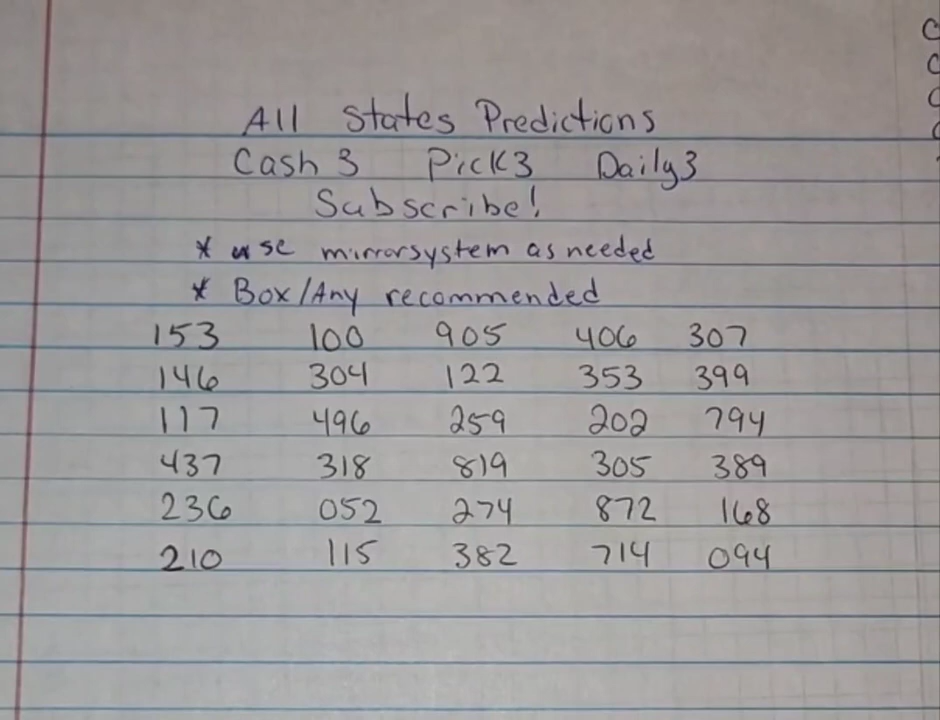 All States Predictions
Cash 3 Pick3 Daily3
Subscribe!
* use mirrorsystem as needed
* Box/Any recommended
153 100 905 406 307
146 304 122 353 399
117 496 259 202 794
437 318 819 305 389
236 052 274 872 168
210 115 382 714 094